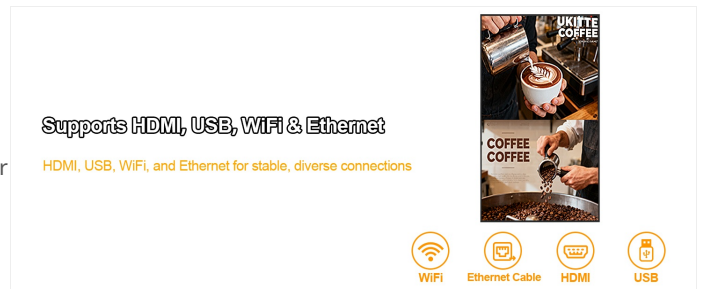 UKITTE
COFFEE
Supports HDMI, USB, WiFi & Ethernet
COFFEE
COFFEE
r
HDMI, USB, WiFi, and Ethernet for stable, diverse connections
WiFi
Ethernet Cable
HDMI
USB